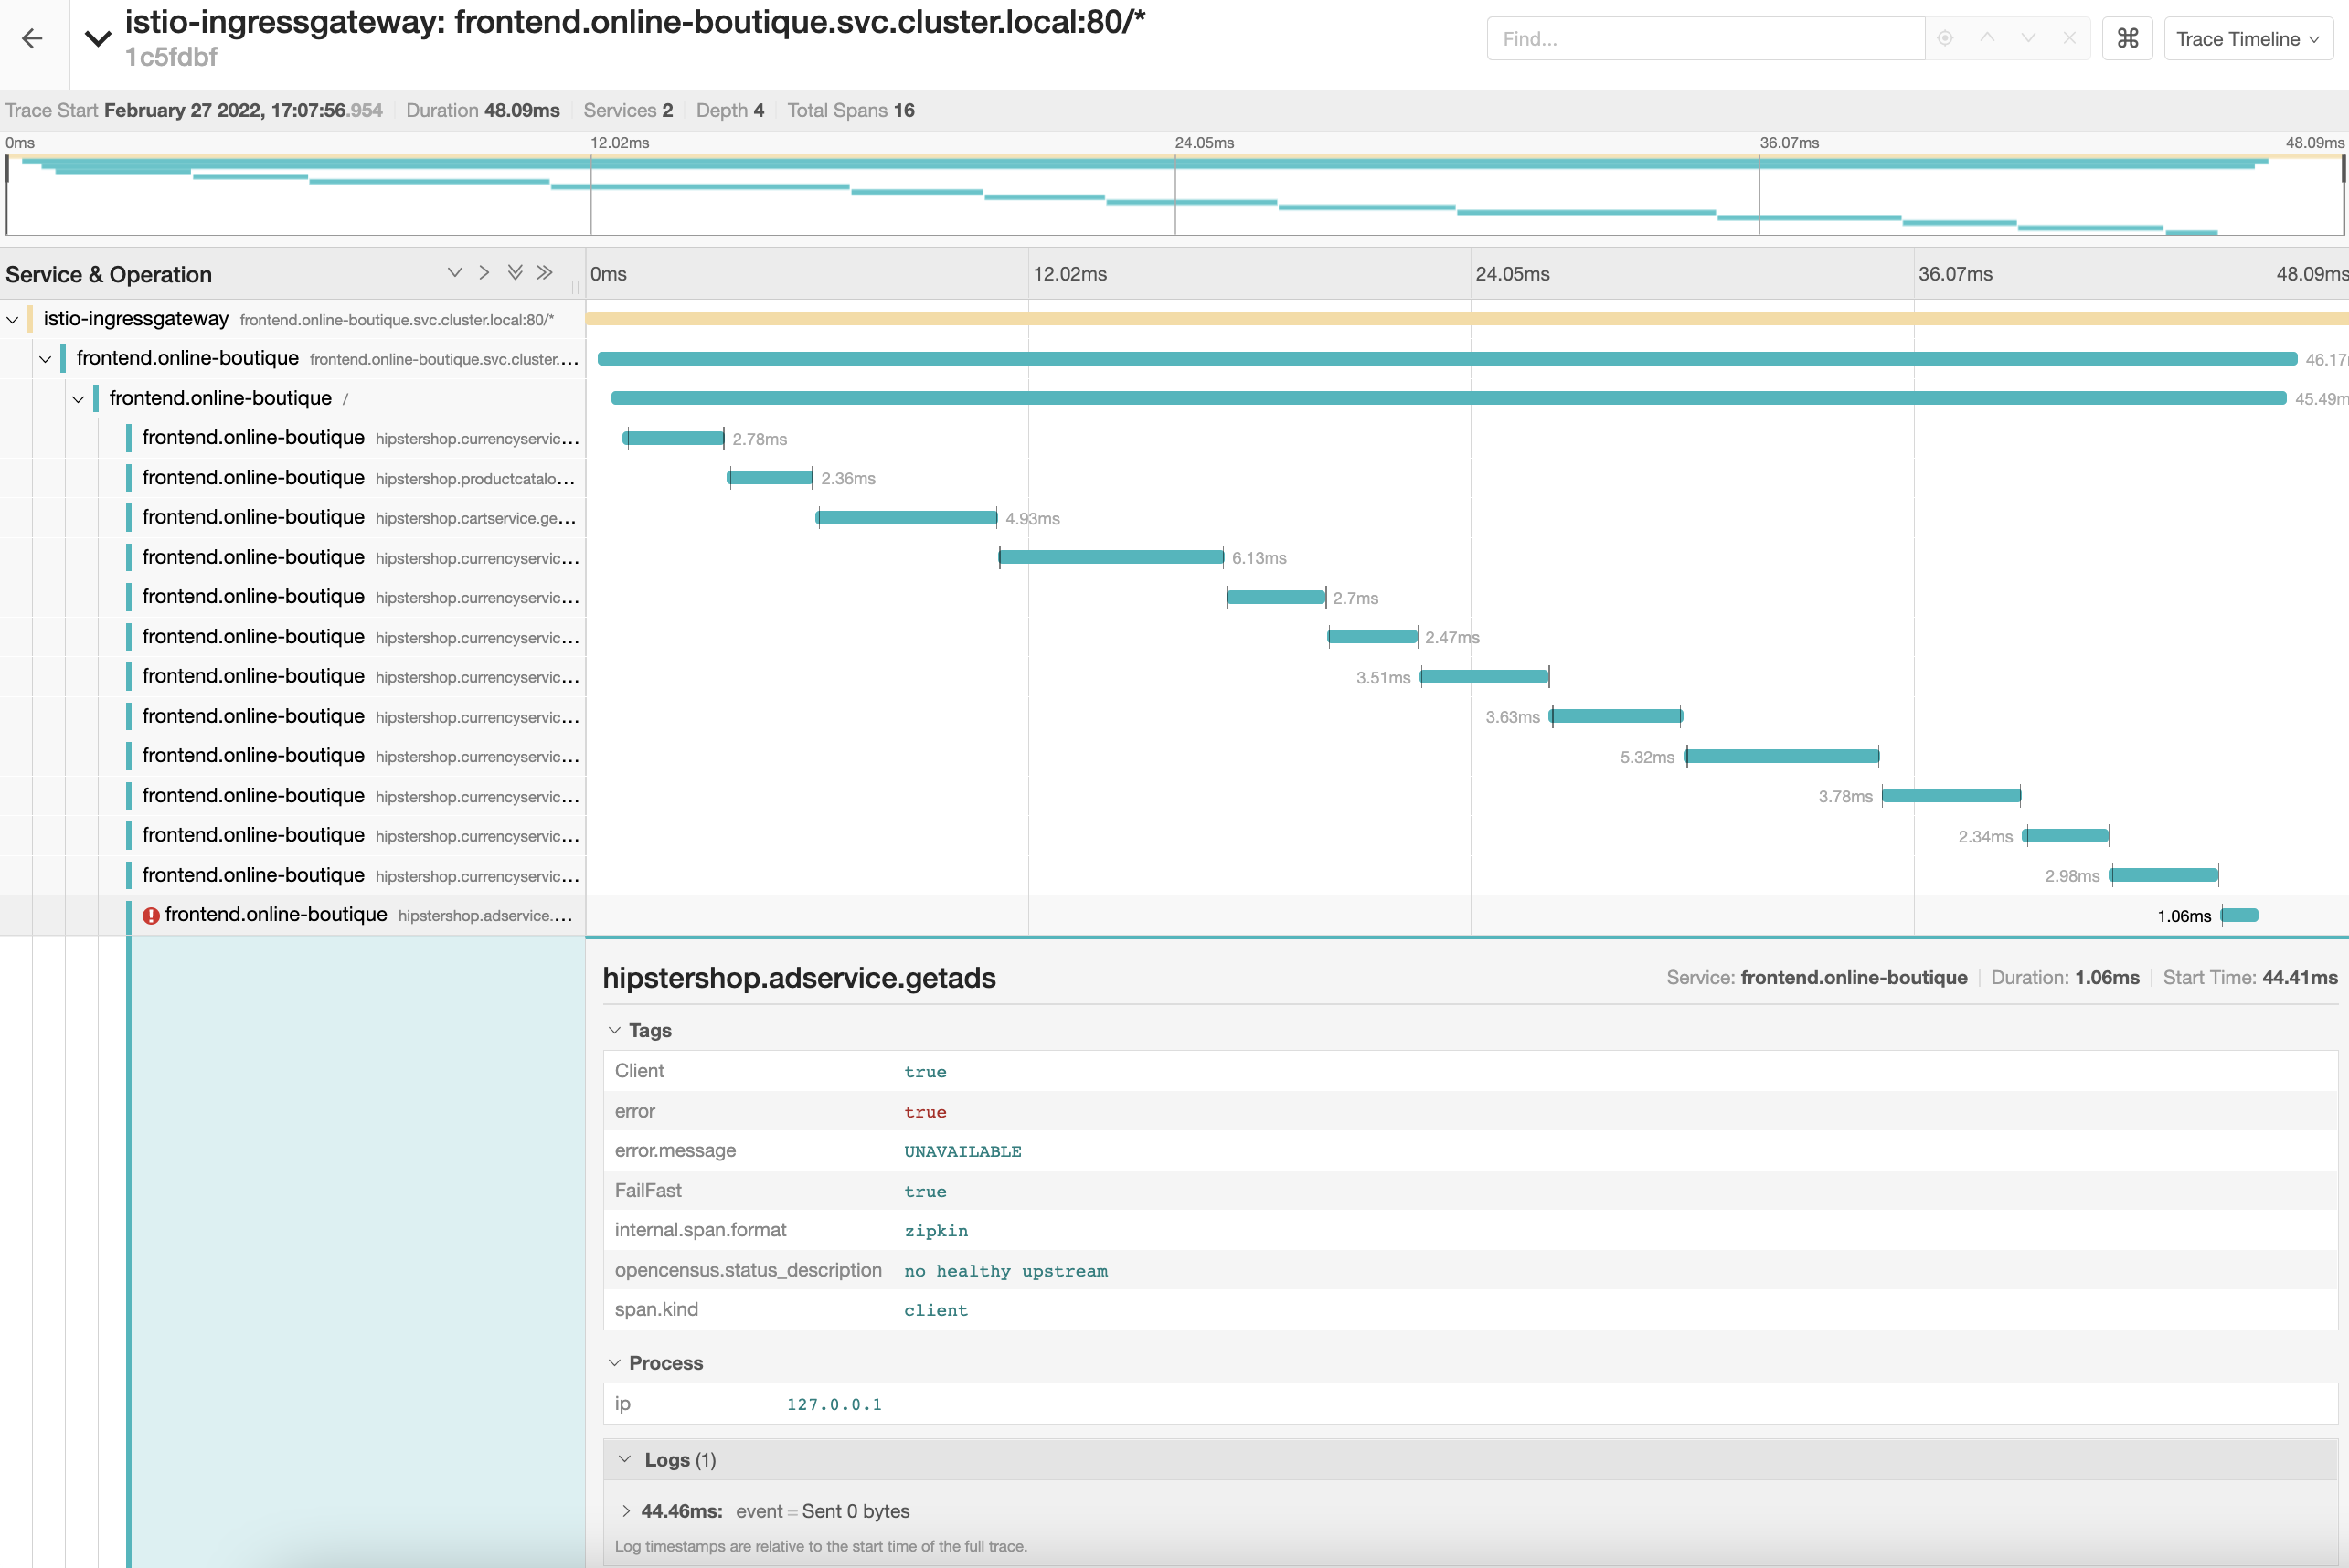 istio-ingressgateway: frontend.online-boutique.svc.cluster.local:80/*
1c5fdbf
Find...
⌘
Trace Timeline
Trace Start February 27 2022, 17:07:56.954 Duration 48.09ms Services 2 Depth 4 Total Spans 16
0ms 12.02ms 24.05ms 36.07ms 48.09ms
Service & Operation 0ms 12.02ms 24.05ms 36.07ms 48.09ms
istio-ingressgateway frontend.online-boutique.svc.cluster.local:80/*
frontend.online-boutique frontend.online-boutique.svc.cluster.... 46.17
frontend.online-boutique / 45.49m
frontend.online-boutique hipstershop.currencyservic... 2.78ms
frontend.online-boutique hipstershop.productcatalo... 2.36ms
frontend.online-boutique hipstershop.cartservice.ge... 4.93ms
frontend.online-boutique hipstershop.currencyservic... 6.13ms
frontend.online-boutique hipstershop.currencyservic... 2.7ms
frontend.online-boutique hipstershop.currencyservic... 2.47ms
frontend.online-boutique hipstershop.currencyservic... 3.51ms
frontend.online-boutique hipstershop.currencyservic... 3.63ms
frontend.online-boutique hipstershop.currencyservic... 5.32ms
frontend.online-boutique hipstershop.currencyservic... 3.78ms
frontend.online-boutique hipstershop.currencyservic... 2.34ms
frontend.online-boutique hipstershop.currencyservic... 2.98ms
frontend.online-boutique hipstershop.adservice.... 1.06ms
hipstershop.adservice.getads Service: frontend.online-boutique Duration: 1.06ms Start Time: 44.41ms
Tags
Client true
error true
error.message UNAVAILABLE
FailFast true
internal.span.format zipkin
opencensus.status_description no healthy upstream
span.kind client
Process
ip 127.0.0.1
Logs (1)
44.46ms: event = Sent 0 bytes
Log timestamps are relative to the start time of the full trace.